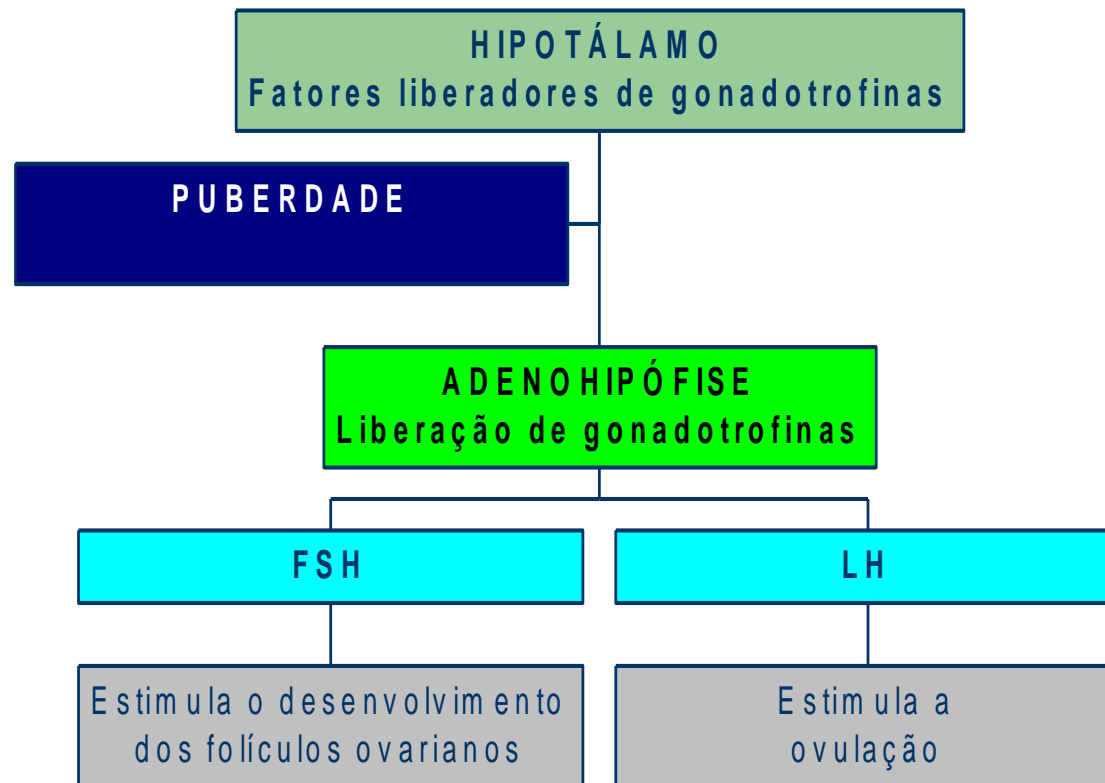 HIPOTÁLAMO
Fatores liberadores de gonadotrofinas
PUBERDADE
ADENOHIPÓFISE
Liberação de gonadotrofinas
FSH
LH
Estimula o desenvolvimento
dos folículos ovarianos
Estimula a
ovulação